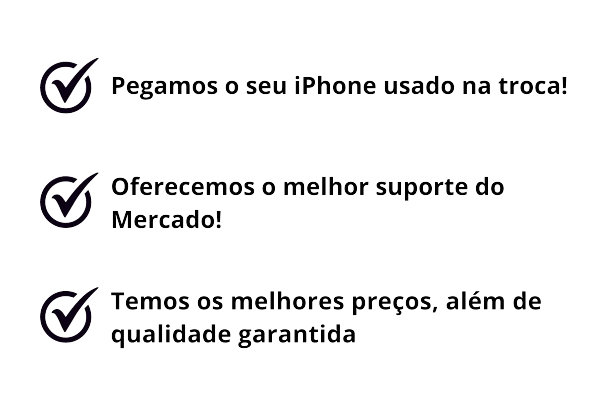 Pegamos o seu iPhone usado na troca!
Oferecemos o melhor suporte do
Mercado!
Temos os melhores preços, além de
qualidade garantida